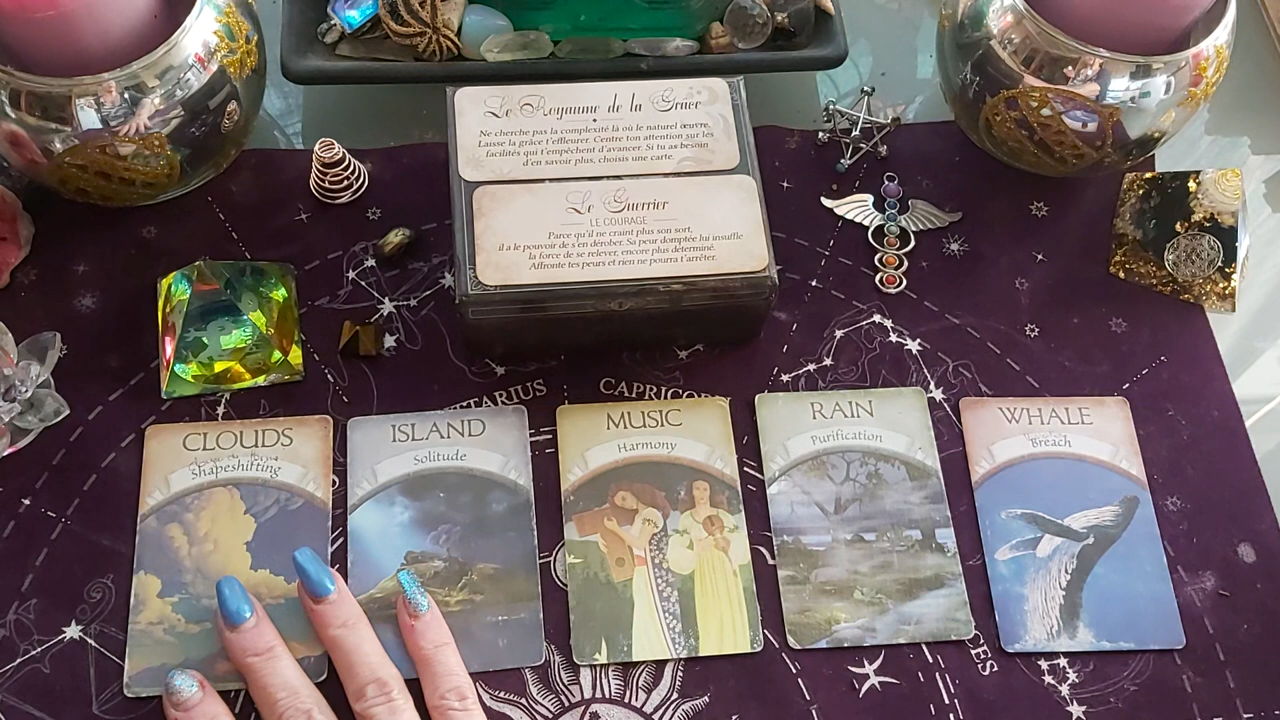 Le Royaume de la Grâce
Ne cherche pas la complexité là où le naturel œuvre.
Laisse la grâce t'effleurer. Centre ton attention sur les
facilités qui t'empêchent d'avancer. Si tu as besoin
d'en savoir plus, choisis une carte.
Le Guerrier
LE COURAGE
Parce qu'il ne craint plus son sort,
il a le pouvoir de s'en dérober. Sa peur domptée lui insuffle
la force de se relever, encore plus déterminé.
Affronte tes peurs et rien ne pourra t'arrêter.
CAPRICO
CLOUDS
Shapeshifting
ISLAND
Solitude
MUSIC
Harmony
RAIN
Purification
WHALE
Breach